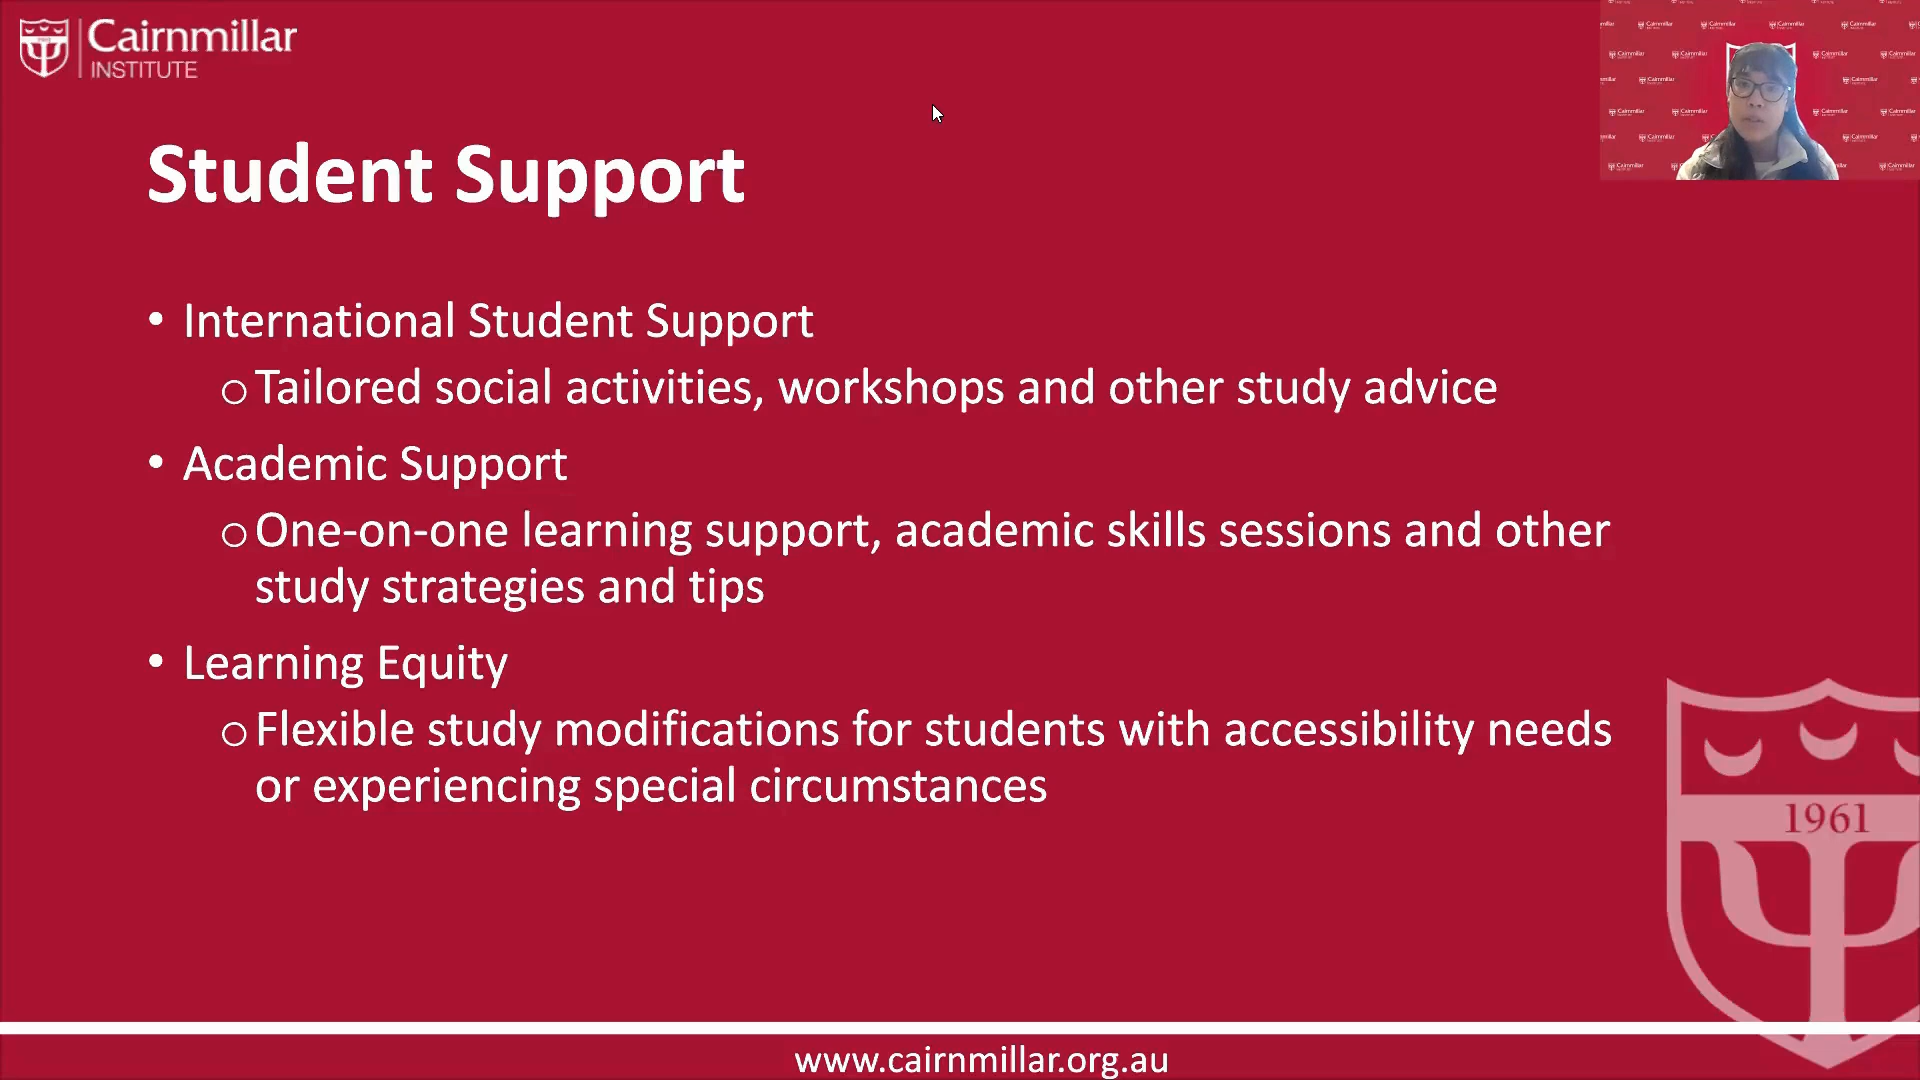 Cairnmillar
INSTITUTE
Student Support
• International Student Support
o Tailored social activities, workshops and other study advice
• Academic Support
o One-on-one learning support, academic skills sessions and other
study strategies and tips
• Learning Equity
o Flexible study modifications for students with accessibility needs
or experiencing special circumstances
1961
www.cairnmillar.org.au